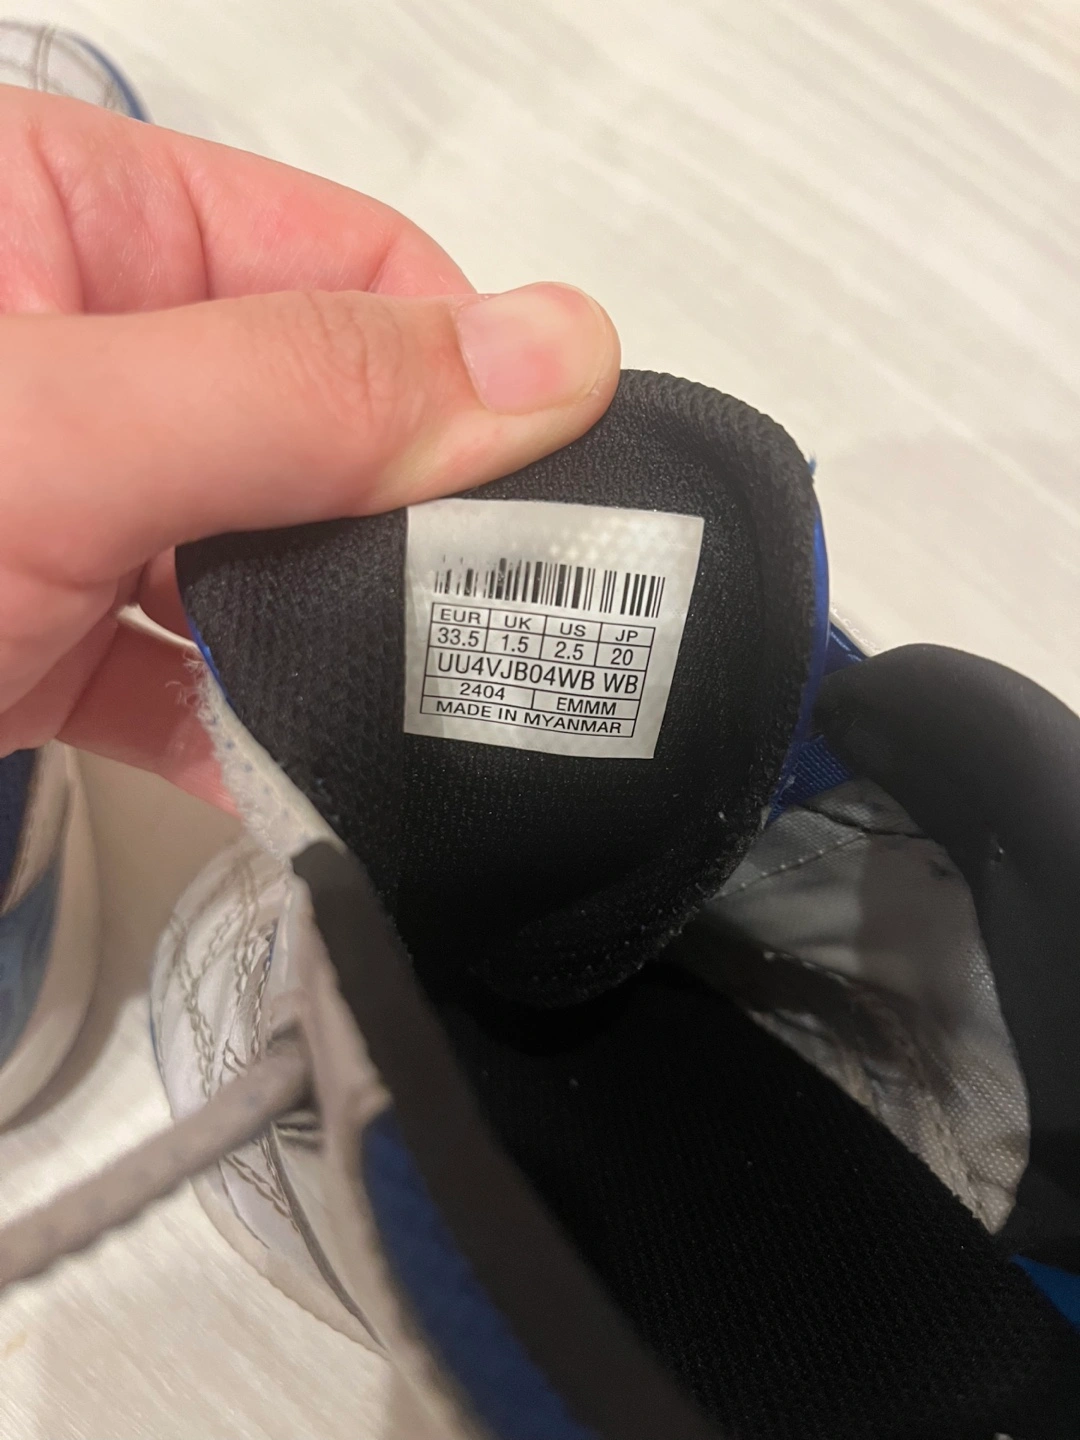 EUR UK US JP
33.5 1.5 2.5 20
UU4VJB04WB WB
2404 EMMM
MADE IN MYANMAR